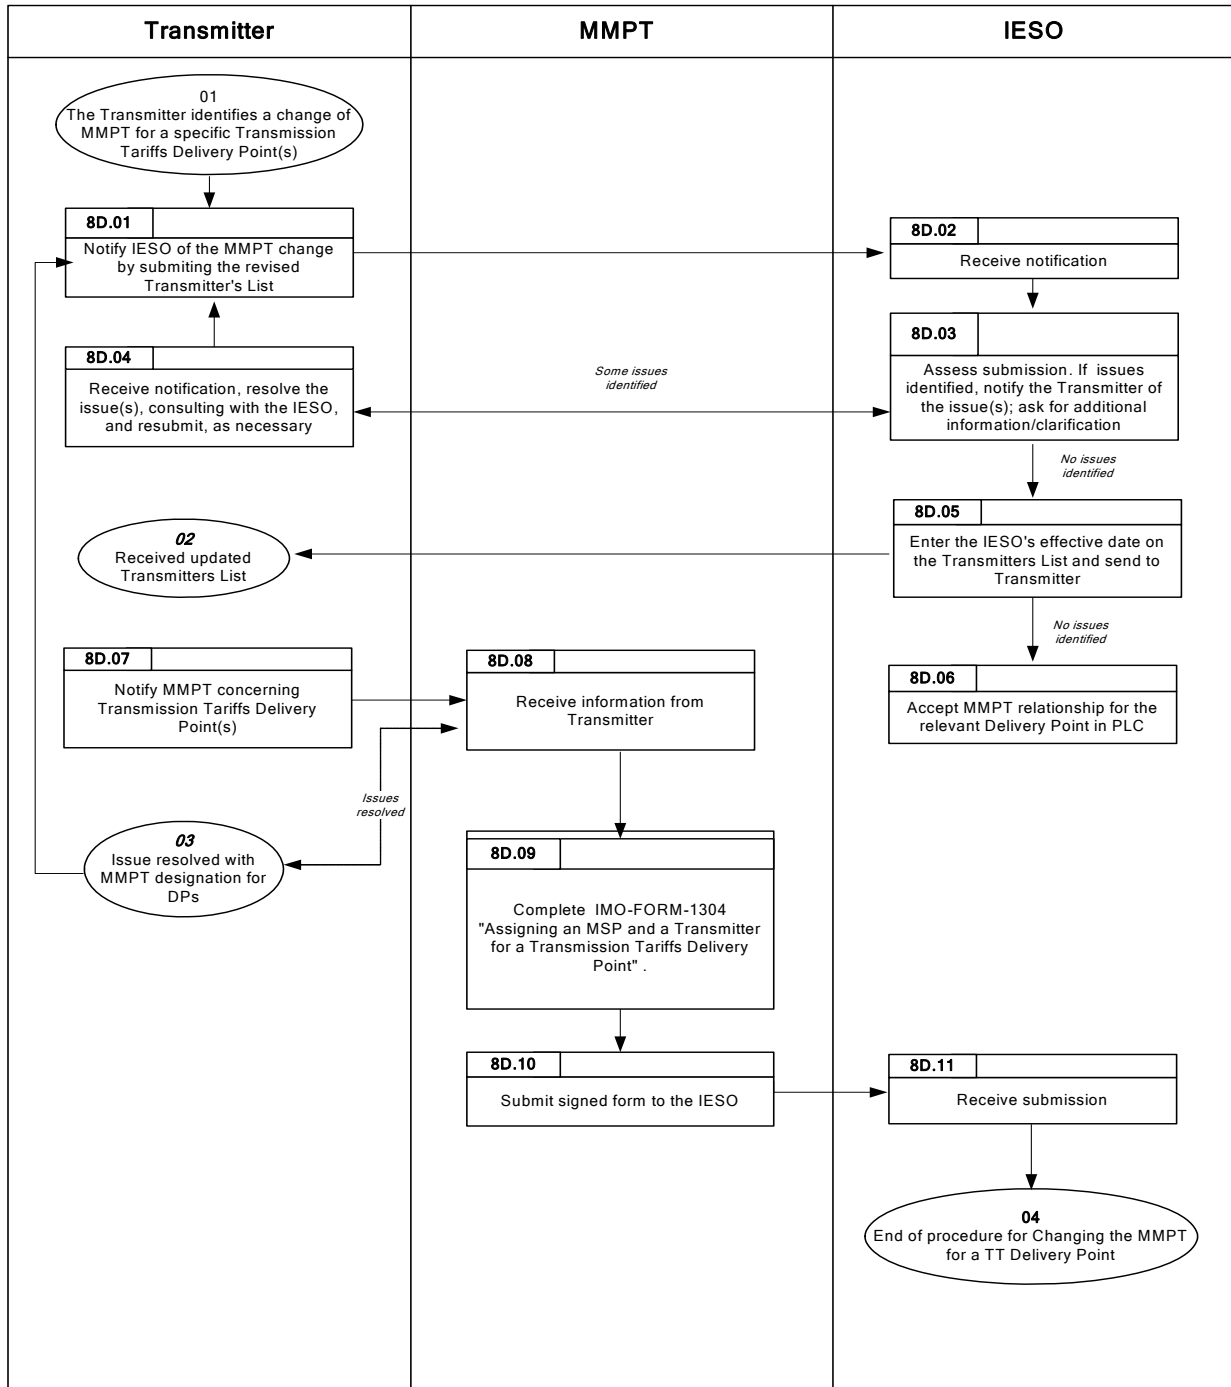 Transmitter
MMPT
IESO
01
The Transmitter identifies a change of
MMPT for a specific Transmission
Tariffs Delivery Point(s)
8D.01
Notify IESO of the MMPT change
by submiting the revised
Transmitter's List
8D.02
Receive notification
8D.03
Assess submission. If issues
identified, notify the Transmitter of
the issue(s); ask for additional
information/clarification
Some issues
identified
8D.04
Receive notification, resolve the
issue(s), consulting with the IESO,
and resubmit, as necessary
No issues
identified
8D.05
Enter the IESO's effective date on
the Transmitters List and send to
Transmitter
02
Received updated
Transmitters List
No issues
identified
8D.06
Accept MMPT relationship for the
relevant Delivery Point in PLC
8D.07
Notify MMPT concerning
Transmission Tariffs Delivery
Point(s)
8D.08
Receive information from
Transmitter
Issues
resolved
03
Issue resolved with
MMPT designation for
DPs
8D.09
Complete IMO-FORM-1304
"Assigning an MSP and a Transmitter
for a Transmission Tariffs Delivery
Point" .
8D.10
Submit signed form to the IESO
8D.11
Receive submission
04
End of procedure for Changing the MMPT
for a TT Delivery Point